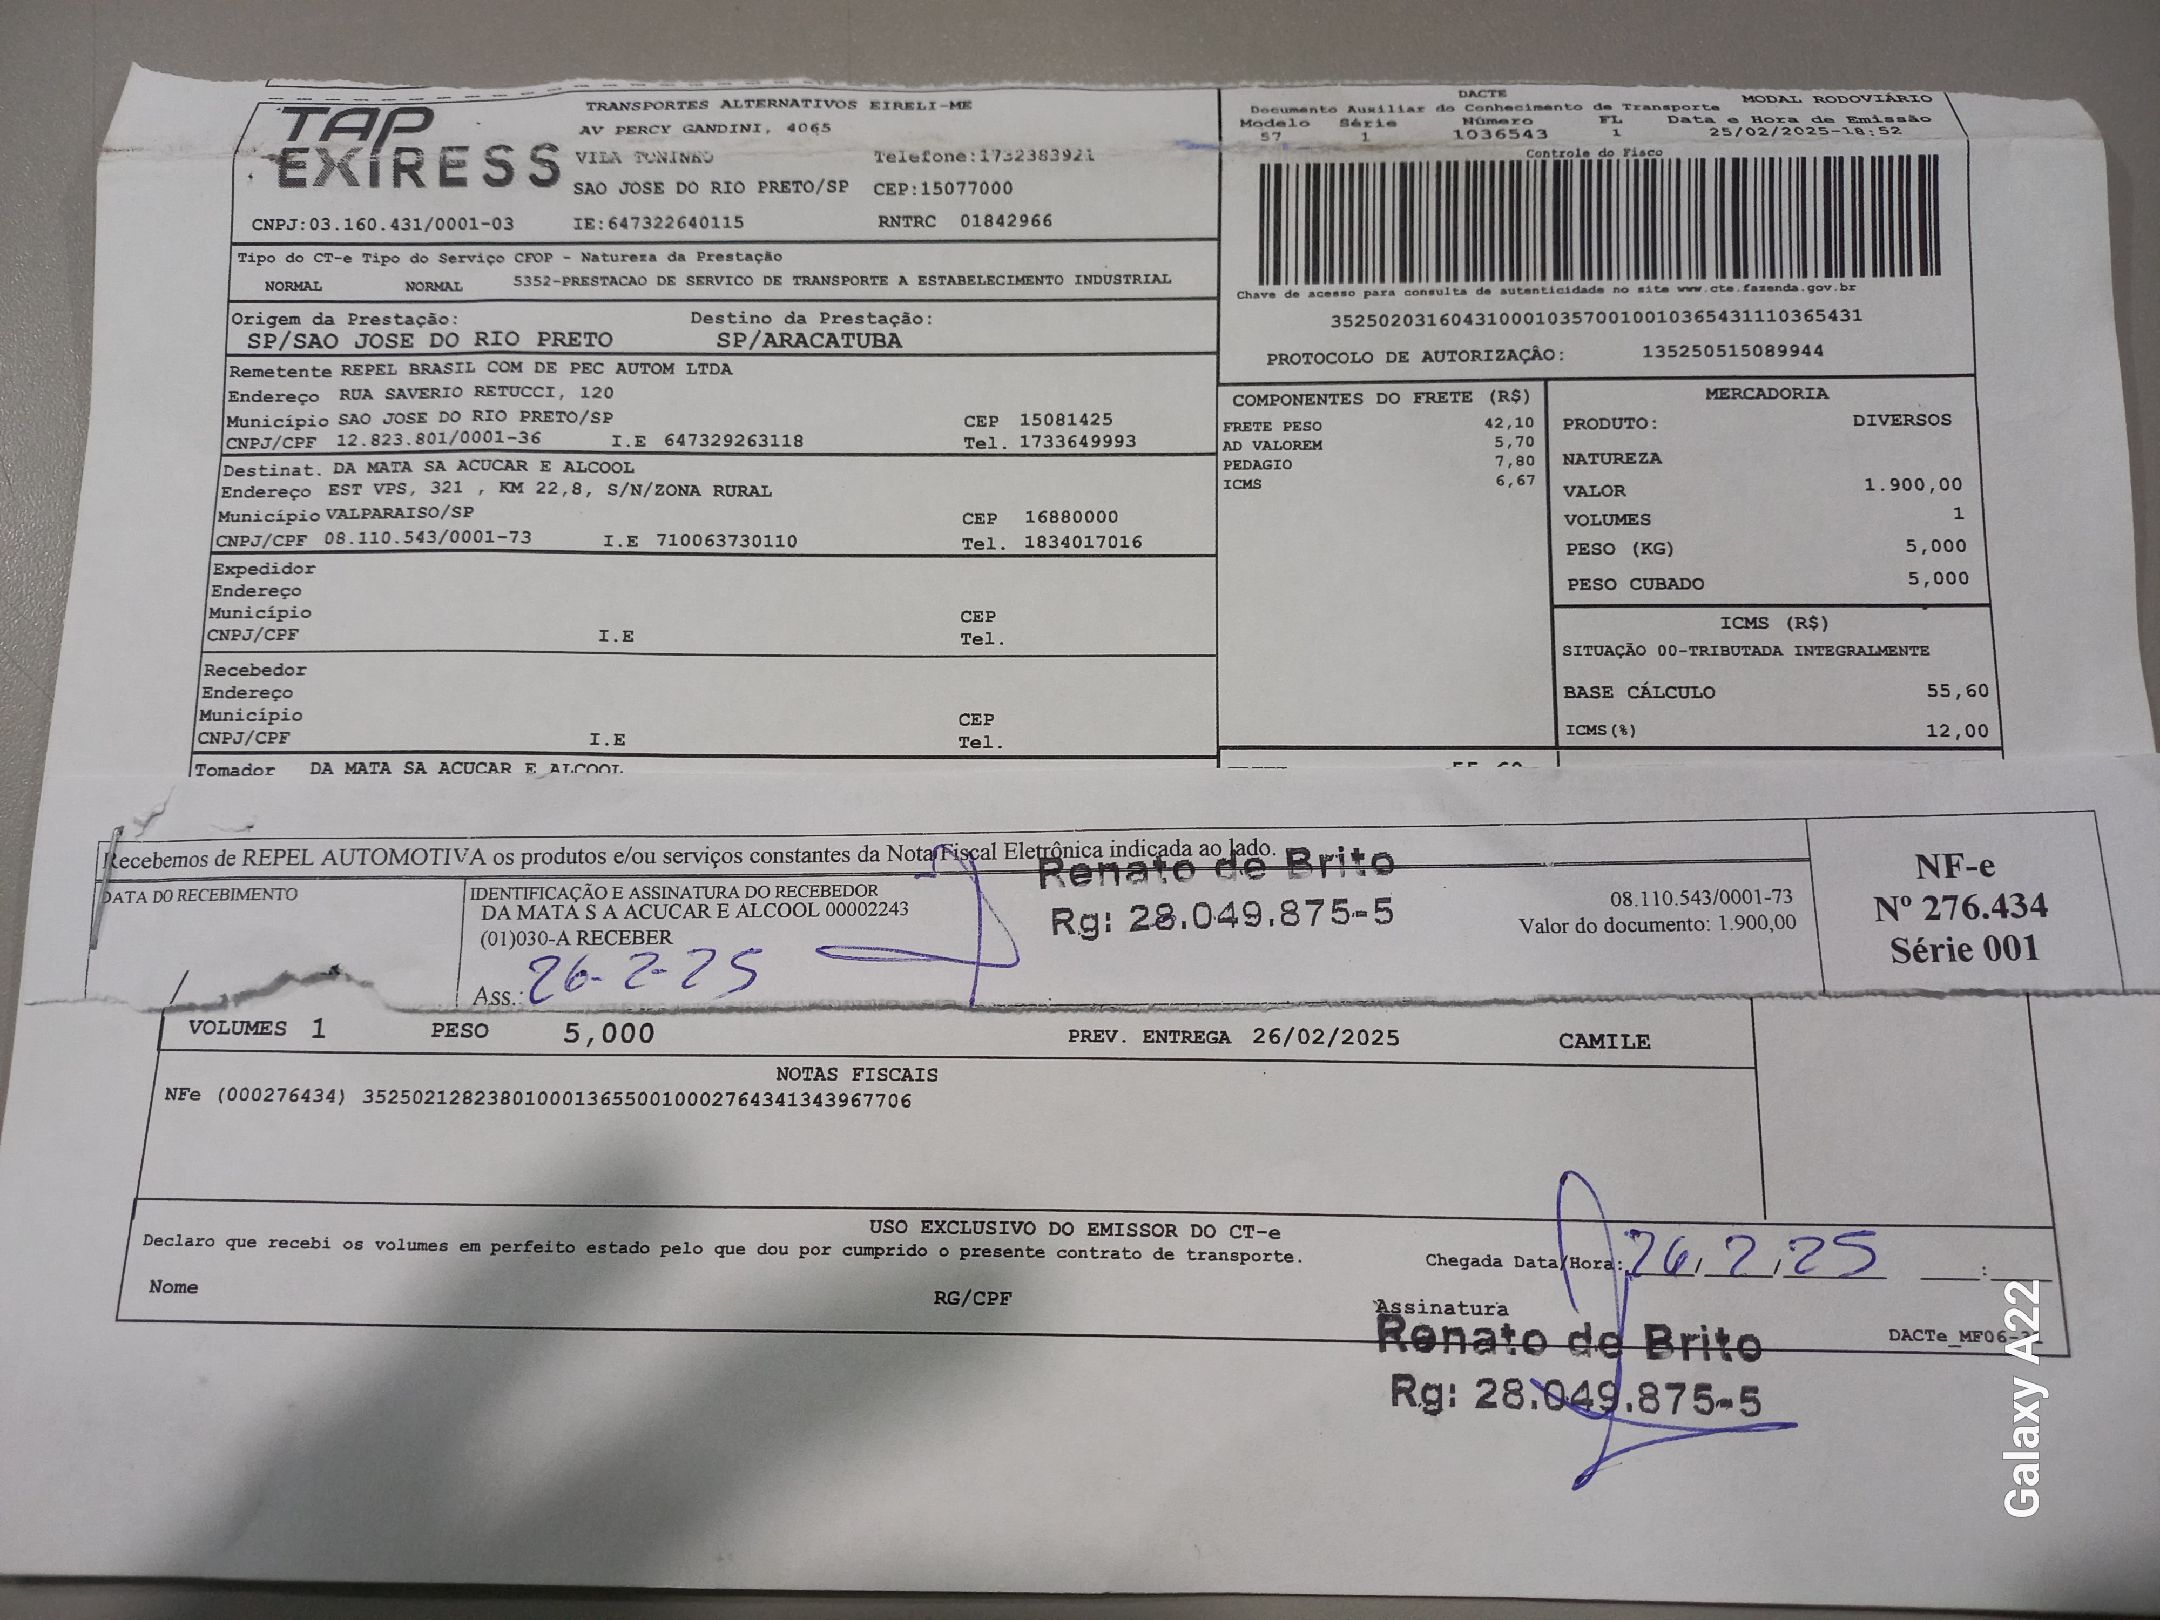 TAP
EXPRESS
TRANSPORTES ALTERNATIVOS EIRELI-ME
AV PERCY GANDINI, 4065
VILA TONINHO Telefone:1732383921
SAO JOSE DO RIO PRETO/SP CEP:15077000
CNPJ:03.160.431/0001-03 IE:647322640115 RNTRC 01842966
DACTE
Documento Auxiliar do Conhecimento de Transporte MODAL RODOVIÁRIO
Modelo Série Número FL Data e Hora de Emissão
57 1 1036543 1 25/02/2025-18:52
Controle do Fisco
Chave de acesso para consulta de autenticidade no site www.cte.fazenda.gov.br
35250203160431000103570010010365431110365431
PROTOCOLO DE AUTORIZAÇÃO: 135250515089944
Tipo do CT-e Tipo do Serviço CFOP - Natureza da Prestação
NORMAL NORMAL 5352-PRESTACAO DE SERVICO DE TRANSPORTE A ESTABELECIMENTO INDUSTRIAL
Origem da Prestação: Destino da Prestação:
SP/SAO JOSE DO RIO PRETO SP/ARACATUBA
Remetente REPEL BRASIL COM DE PEC AUTOM LTDA
Endereço RUA SAVERIO RETUCCI, 120
Município SAO JOSE DO RIO PRETO/SP CEP 15081425
CNPJ/CPF 12.823.801/0001-36 I.E 647329263118 Tel. 1733649993
Destinat. DA MATA SA ACUCAR E ALCOOL
Endereço EST VPS, 321 , KM 22,8, S/N/ZONA RURAL
Município VALPARAISO/SP CEP 16880000
CNPJ/CPF 08.110.543/0001-73 I.E 710063730110 Tel. 1834017016
Expedidor
Endereço
Município CEP
CNPJ/CPF I.E Tel.
Recebedor
Endereço
Município CEP
CNPJ/CPF I.E Tel.
Tomador DA MATA SA ACUCAR E ALCOOL
COMPONENTES DO FRETE (R$)
FRETE PESO 42,10
AD VALOREM 5,70
PEDAGIO 7,80
ICMS 6,67
MERCADORIA
PRODUTO: DIVERSOS
NATUREZA
VALOR 1.900,00
VOLUMES 1
PESO (KG) 5,000
PESO CUBADO 5,000
ICMS (R$)
SITUAÇÃO 00-TRIBUTADA INTEGRALMENTE
BASE CÁLCULO 55,60
ICMS(%) 12,00
Recebemos de REPEL AUTOMOTIVA os produtos e/ou serviços constantes da Nota Fiscal Eletrônica indicada ao lado.
DATA DO RECEBIMENTO
IDENTIFICAÇÃO E ASSINATURA DO RECEBEDOR
DA MATA S A ACUCAR E ALCOOL 00002243
(01)030-A RECEBER
Ass.: 26-2-25
Renato de Brito
Rg: 28.049.875-5
08.110.543/0001-73
Valor do documento: 1.900,00
NF-e
Nº 276.434
Série 001
VOLUMES 1 PESO 5,000 PREV. ENTREGA 26/02/2025 CAMILE
NOTAS FISCAIS
NFe (000276434) 35250212823801000136550010002764341343967706
USO EXCLUSIVO DO EMISSOR DO CT-e
Declaro que recebi os volumes em perfeito estado pelo que dou por cumprido o presente contrato de transporte.
Chegada Data/Hora: 26/2/25 :
Nome RG/CPF
Assinatura
Renato de Brito
Rg: 28.049.875-5
Galaxy A22